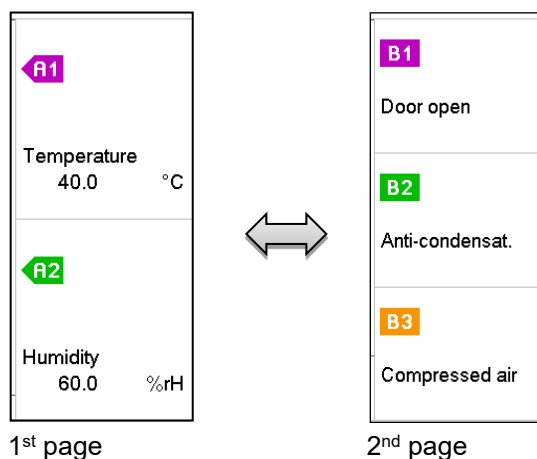 A1
Temperature
40.0 °C
A2
Humidity
60.0 %rH
1st page
B1
Door open
B2
Anti-condensat.
B3
Compressed air
2nd page